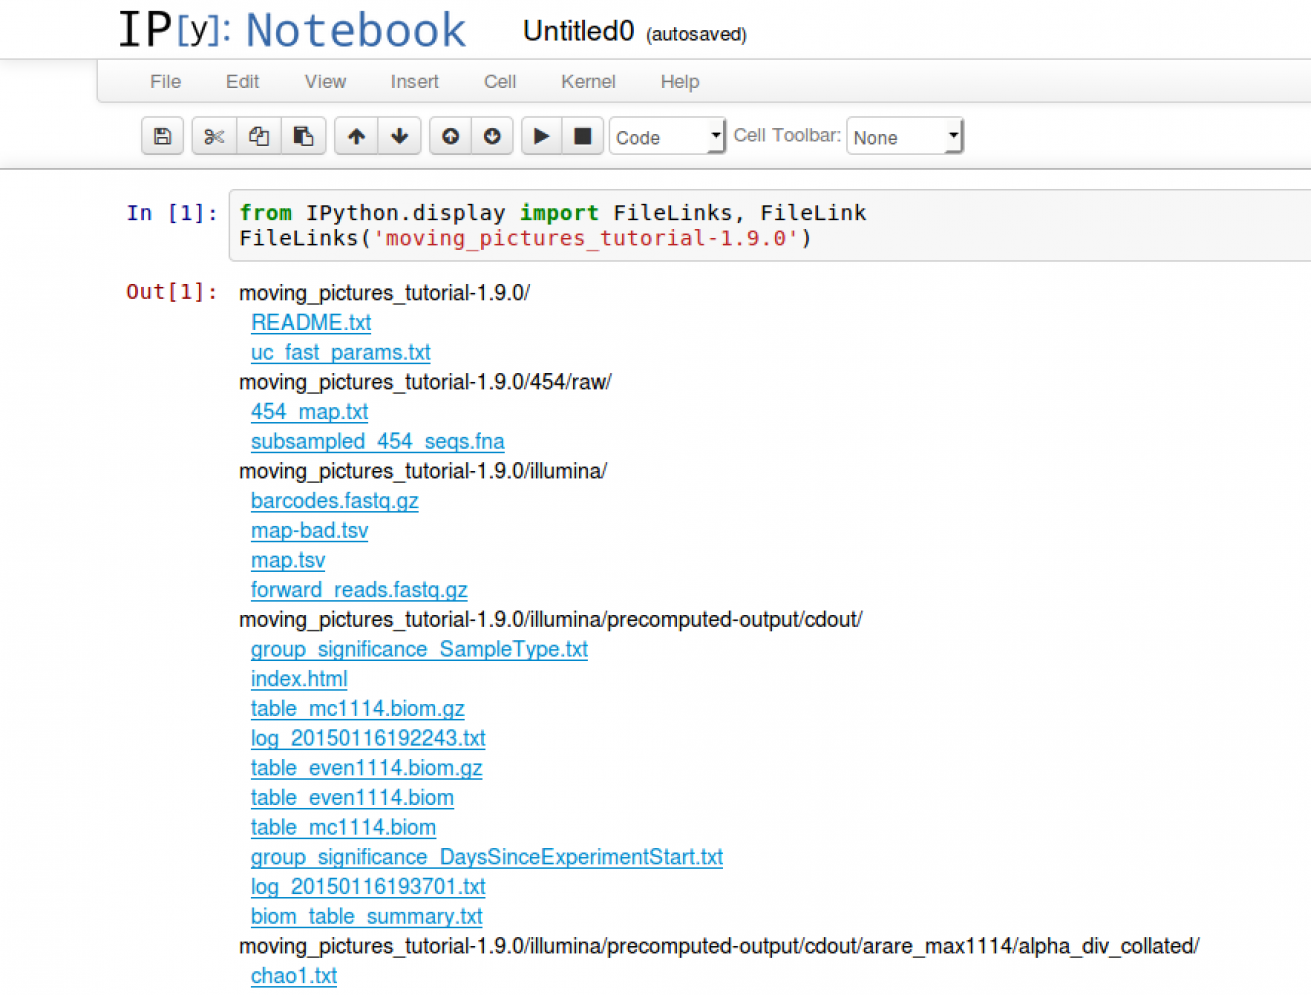 IP[y]: Notebook Untitled0 (autosaved)
File Edit View Insert Cell Kernel Help
Code Cell Toolbar: None
In [1]: from IPython.display import FileLinks, FileLink
FileLinks('moving_pictures_tutorial-1.9.0')
Out[1]: moving_pictures_tutorial-1.9.0/
README.txt
uc_fast_params.txt
moving_pictures_tutorial-1.9.0/454/raw/
454_map.txt
subsampled_454_seqs.fna
moving_pictures_tutorial-1.9.0/illumina/
barcodes.fastq.gz
map-bad.tsv
map.tsv
forward_reads.fastq.gz
moving_pictures_tutorial-1.9.0/illumina/precomputed-output/cdout/
group_significance_SampleType.txt
index.html
table_mc1114.biom.gz
log_20150116192243.txt
table_even1114.biom.gz
table_even1114.biom
table_mc1114.biom
group_significance_DaysSinceExperimentStart.txt
log_20150116193701.txt
biom_table_summary.txt
moving_pictures_tutorial-1.9.0/illumina/precomputed-output/cdout/arare_max1114/alpha_div_collated/
chao1.txt